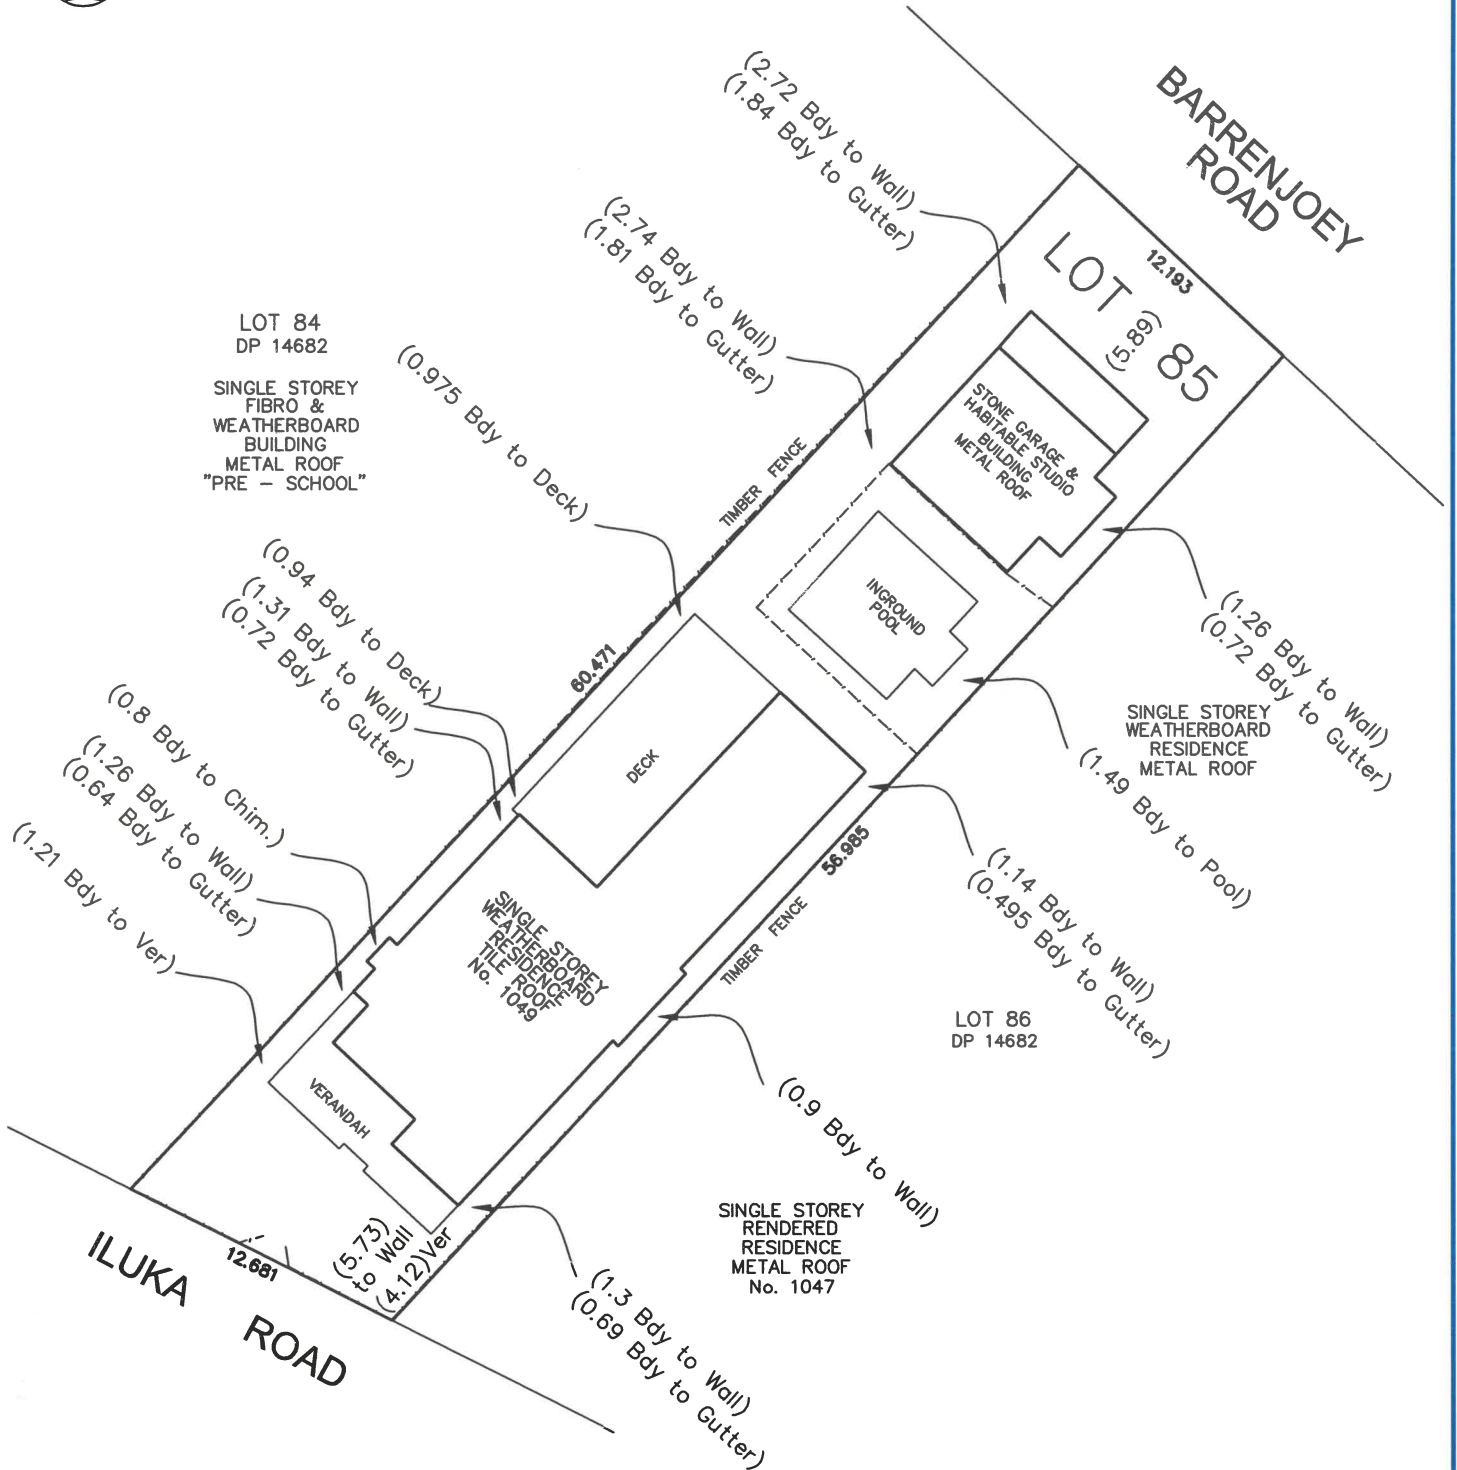 BARRENJOEY
ROAD
(2.72 Bdy to Wall)
(1.84 Bdy to Gutter)
12.193
LOT 85
(5.89)
(2.74 Bdy to Wall)
(1.81 Bdy to Gutter)
LOT 84
DP 14682
SINGLE STOREY
FIBRO &
WEATHERBOARD
BUILDING
METAL ROOF
"PRE - SCHOOL"
(0.975 Bdy to Deck)
TIMBER FENCE
STONE GARAGE &
HABITABLE STUDIO
BUILDING
METAL ROOF
INGROUND
POOL
(1.26 Bdy to Wall)
(0.72 Bdy to Gutter)
(0.94 Bdy to Deck)
(1.31 Bdy to Wall)
(0.72 Bdy to Gutter)
60.471
SINGLE STOREY
WEATHERBOARD
RESIDENCE
METAL ROOF
(1.49 Bdy to Pool)
DECK
(0.8 Bdy to Chim.)
(1.26 Bdy to Wall)
(0.64 Bdy to Gutter)
(1.21 Bdy to Ver)
56.985
(1.14 Bdy to Wall)
(0.495 Bdy to Gutter)
TIMBER FENCE
SINGLE STOREY
WEATHERBOARD
RESIDENCE
TILE ROOF
No. 1049
LOT 86
DP 14682
VERANDAH
(0.9 Bdy to Wall)
SINGLE STOREY
RENDERED
RESIDENCE
METAL ROOF
No. 1047
(5.73)
to Wall
(4.12)Ver
12.681
(1.3 Bdy to Wall)
(0.69 Bdy to Gutter)
ILUKA ROAD